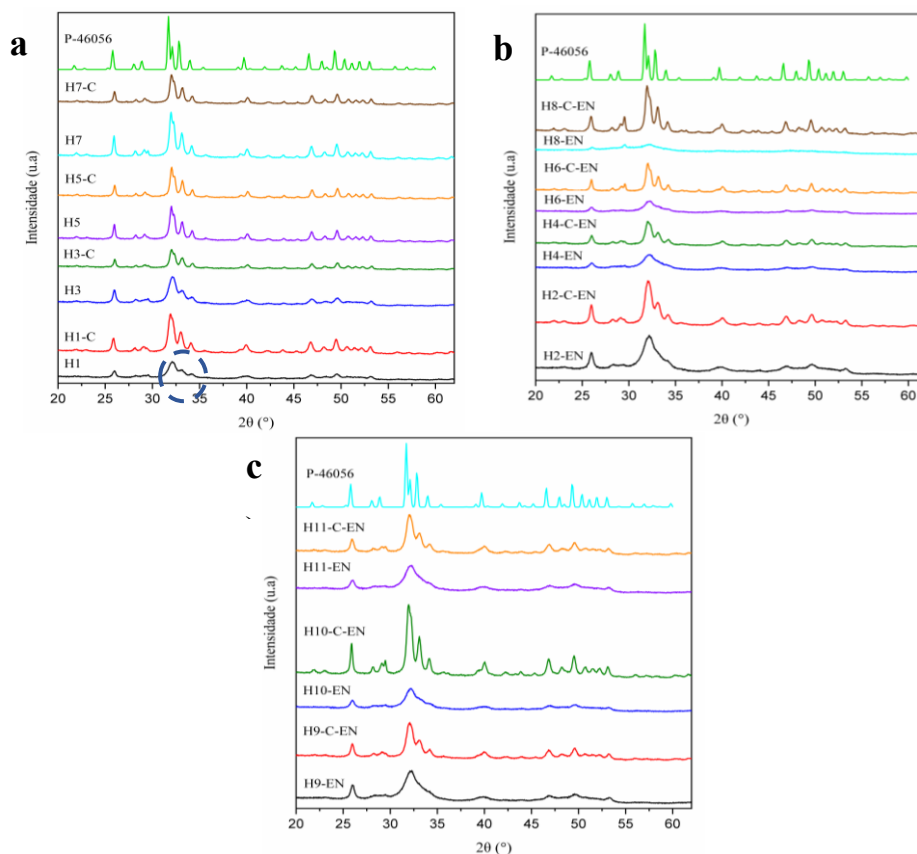 a
P-46056
H7-C
H7
H5-C
H5
H3-C
H3
H1-C
H1
Intensidade (u.a)
20 25 30 35 40 45 50 55 60
2θ (°)
b
P-46056
H8-C-EN
H8-EN
H6-C-EN
H6-EN
H4-C-EN
H4-EN
H2-C-EN
H2-EN
Intensidade (u.a)
20 25 30 35 40 45 50 55 60
2θ (°)
c
P-46056
H11-C-EN
H11-EN
H10-C-EN
H10-EN
H9-C-EN
H9-EN
Intensidade (u.a)
20 25 30 35 40 45 50 55 60
2θ (°)